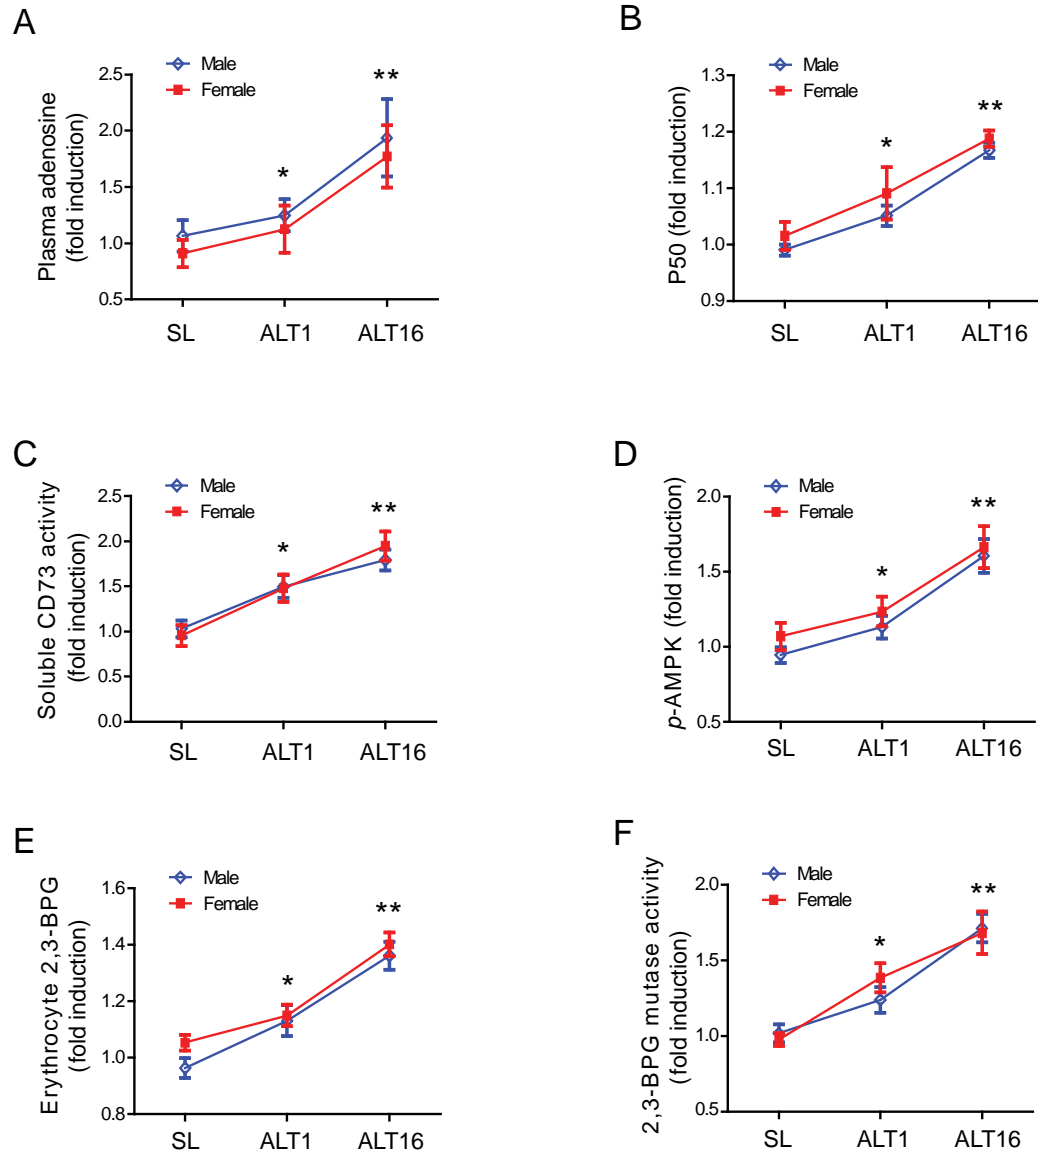 A
Plasma adenosine
(fold induction)
Male
Female
2.5
2.0
1.5
1.0
0.5
*
**
SL ALT1 ALT16
B
P50 (fold induction)
Male
Female
1.3
1.2
1.1
1.0
0.9
*
**
SL ALT1 ALT16
C
Soluble CD73 activity
(fold induction)
Male
Female
2.5
2.0
1.5
1.0
0.5
0.0
*
**
SL ALT1 ALT16
D
p-AMPK (fold induction)
Male
Female
2.0
1.5
1.0
0.5
*
**
SL ALT1 ALT16
E
Erythrocyte 2,3-BPG
(fold induction)
Male
Female
1.6
1.4
1.2
1.0
0.8
*
**
SL ALT1 ALT16
F
2,3-BPG mutase activity
(fold induction)
Male
Female
2.0
1.5
1.0
0.5
*
**
SL ALT1 ALT16